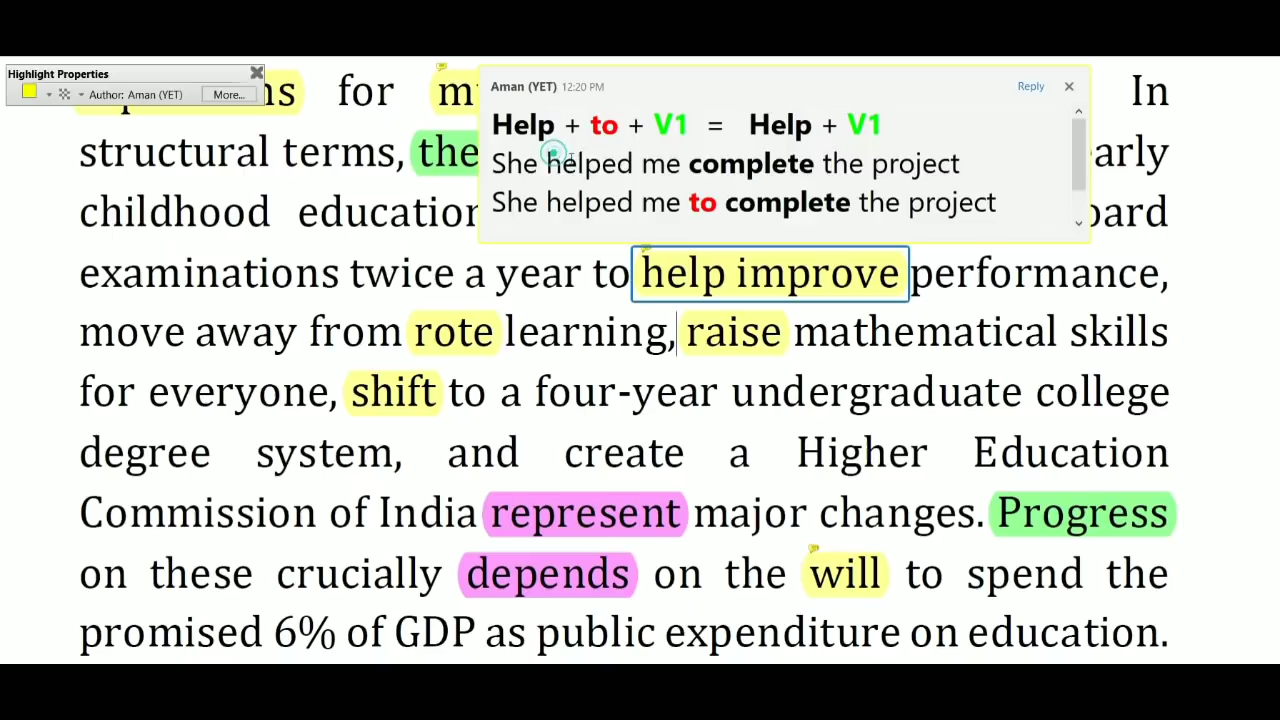 Highlight Properties
Author: Aman (YET) More...
for
In
Aman (YET) 12:20 PM Reply
Help + to + V1 = Help + V1
She helped me complete the project
She helped me to complete the project
structural terms, the
childhood
examinations twice a year to help improve performance,
move away from rote learning, raise mathematical skills
for everyone, shift to a four-year undergraduate college
degree system, and create a Higher Education
Commission of India represent major changes. Progress
on these crucially depends on the will to spend the
promised 6% of GDP as public expenditure on education.